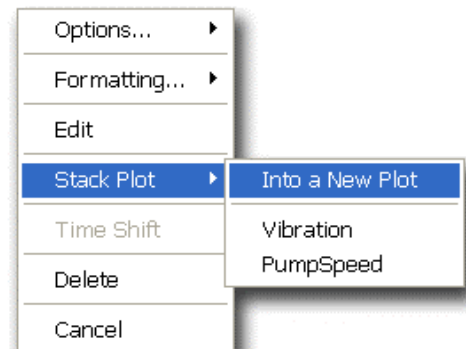 Options...
Formatting...
Edit
Stack Plot
Into a New Plot
Time Shift
Vibration
PumpSpeed
Delete
Cancel